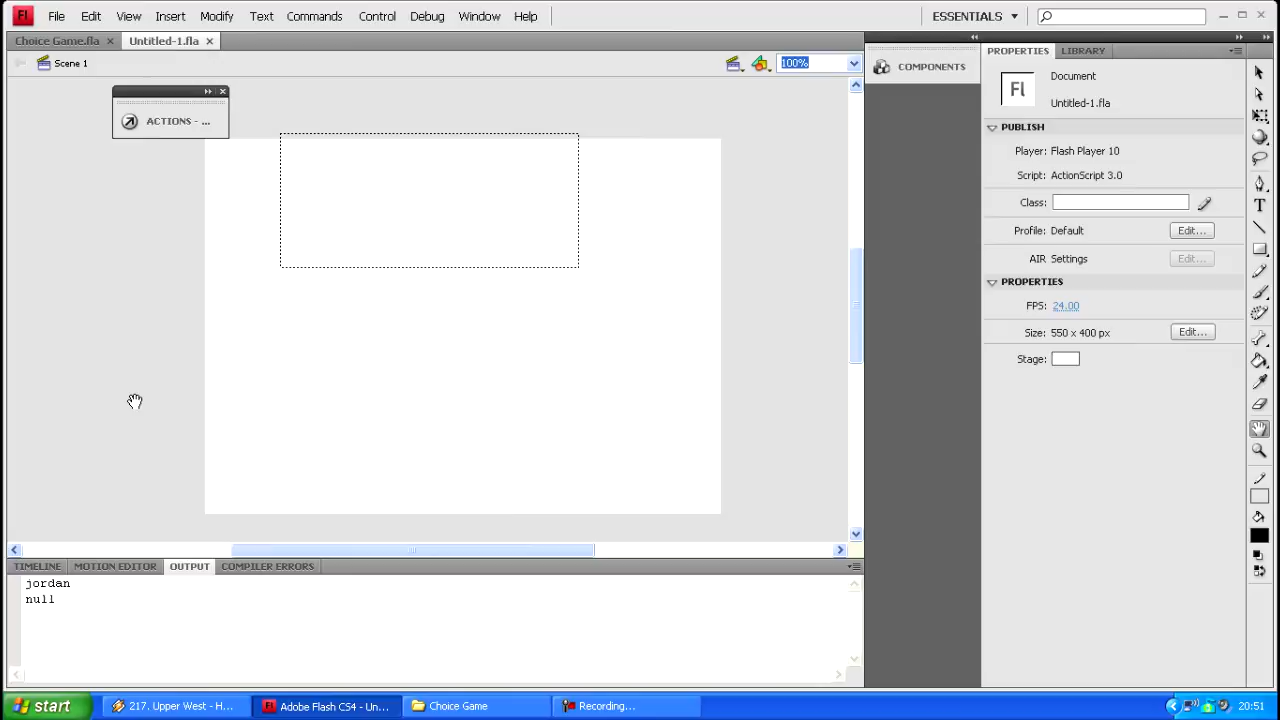 Fl File Edit View Insert Modify Text Commands Control Debug Window Help ESSENTIALS
Choice Game.fla Untitled-1.fla
Scene 1 100%
ACTIONS - ...
COMPONENTS
PROPERTIES LIBRARY
Fl Document
Untitled-1.fla
PUBLISH
Player: Flash Player 10
Script: ActionScript 3.0
Class:
Profile: Default Edit...
AIR Settings Edit...
PROPERTIES
FPS: 24.00
Size: 550 x 400 px Edit...
Stage:
TIMELINE MOTION EDITOR OUTPUT COMPILER ERRORS
jordan
null
start 217. Upper West - H... Adobe Flash CS4 - Un... Choice Game Recording... 20:51